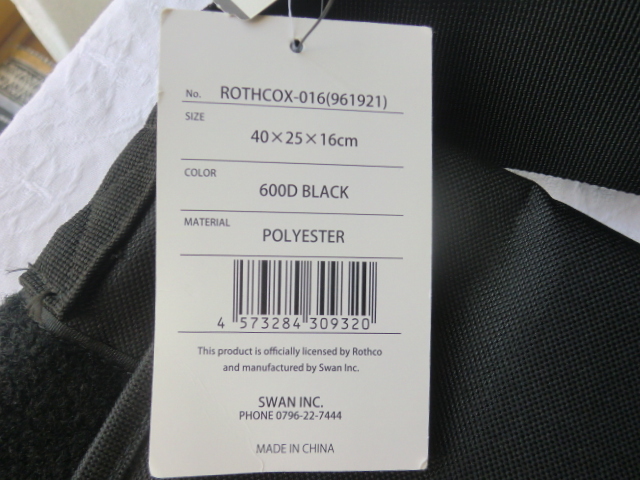 No. ROTHCOX-016(961921)
SIZE
40×25×16cm
COLOR
600D BLACK
MATERIAL
POLYESTER
4 573284 309320
This product is officially licensed by Rothco
and manufactured by Swan Inc.
SWAN INC.
PHONE 0796-22-7444
MADE IN CHINA